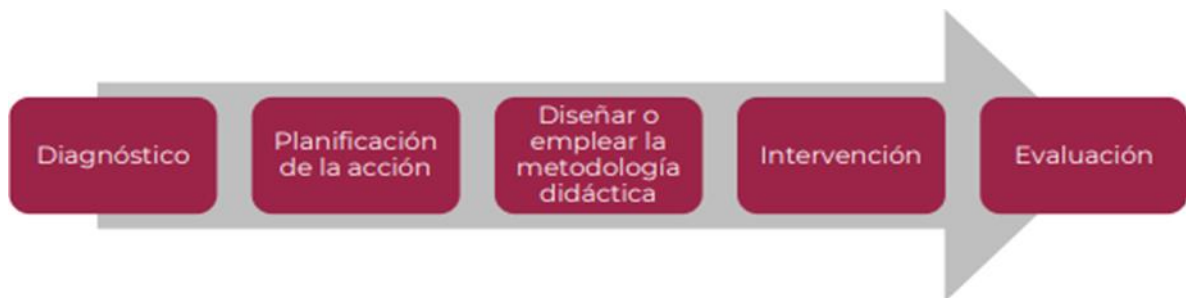 Diagnóstico
Planificación
de la acción
Diseñar o
emplear la
metodología
didáctica
Intervención
Evaluación